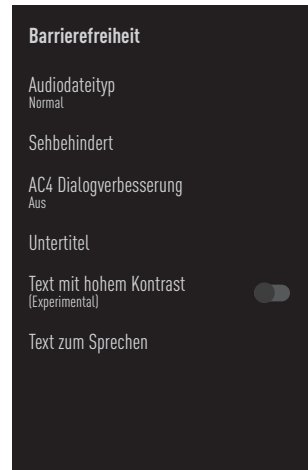 Barrierefreiheit
Audiodateityp
Normal
Sehbehindert
AC4 Dialogverbesserung
Aus
Untertitel
Text mit hohem Kontrast
(Experimental)
Text zum Sprechen